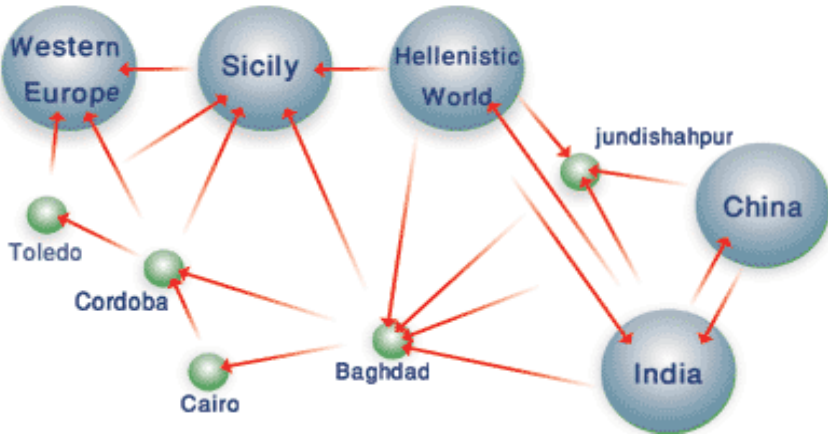 Western
Europe
Sicily
Hellenistic
World
jundishahpur
China
Toledo
Cordoba
Baghdad
India
Cairo